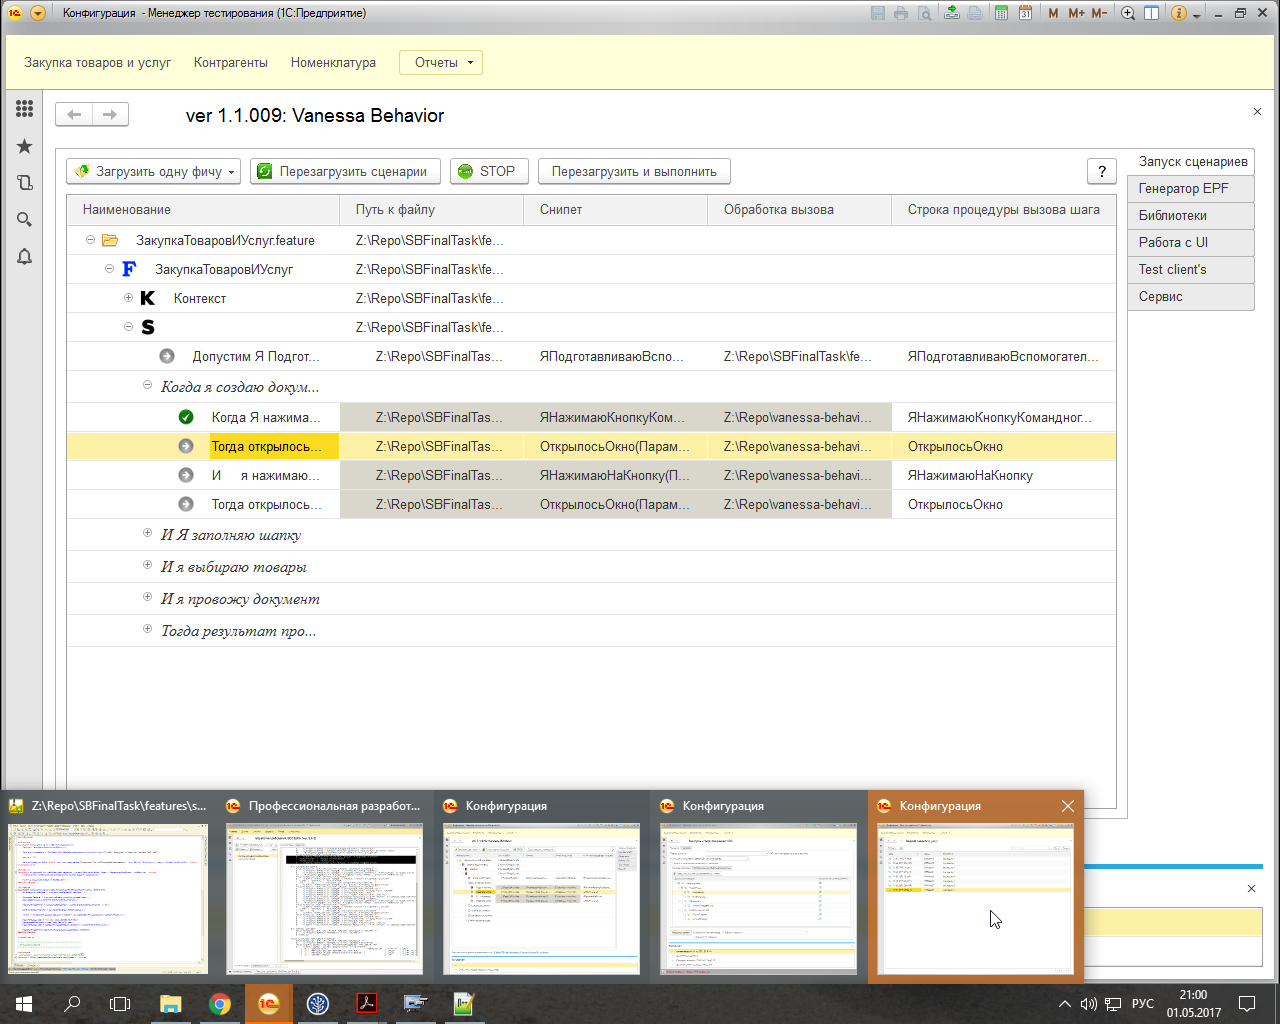 Конфигурация - Менеджер тестирования (1С:Предприятие)
M M+ M-
Закупка товаров и услуг Контрагенты Номенклатура Отчеты
ver 1.1.009: Vanessa Behavior
Загрузить одну фичу Перезагрузить сценарии STOP Перезагрузить и выполнить ?
Запуск сценариев
Генератор EPF
Библиотеки
Работа с UI
Test client's
Сервис
Наименование Путь к файлу Снипет Обработка вызова Строка процедуры вызова шага
ЗакупкаТоваровИУслуг.feature Z:\Repo\SBFinalTask\fe...
F ЗакупкаТоваровИУслуг Z:\Repo\SBFinalTask\fe...
K Контекст Z:\Repo\SBFinalTask\fe...
S Z:\Repo\SBFinalTask\fe...
Допустим Я Подгот... Z:\Repo\SBFinalTas... ЯПодготавливаюВспо... Z:\Repo\SBFinalTask\fe... ЯПодготавливаюВспомогател...
Когда я создаю докум...
Когда Я нажима... Z:\Repo\SBFinalTas... ЯНажимаюКнопкуКом... Z:\Repo\vanessa-behavi... ЯНажимаюКнопкуКомандног...
Тогда открылось... Z:\Repo\SBFinalTas... ОткрылосьОкно(Парам... Z:\Repo\vanessa-behavi... ОткрылосьОкно
И я нажимаю... Z:\Repo\SBFinalTas... ЯНажимаюНаКнопку(П... Z:\Repo\vanessa-behavi... ЯНажимаюНаКнопку
Тогда открылось... Z:\Repo\SBFinalTas... ОткрылосьОкно(Парам... Z:\Repo\vanessa-behavi... ОткрылосьОкно
И Я заполняю шапку
И я выбираю товары
И я провожу документ
Тогда результат про...
Z:\Repo\SBFinalTask\features\s... Профессиональная разработ... Конфигурация Конфигурация Конфигурация
РУС
21:00
01.05.2017